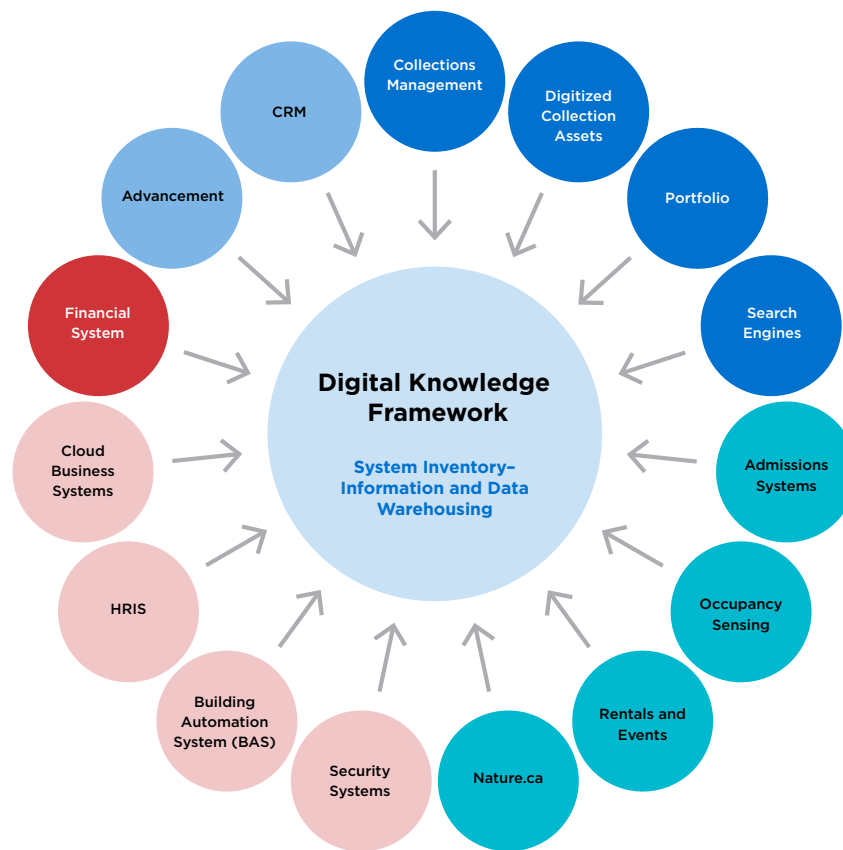 Collections
Management
Digitized
Collection
Assets
Portfolio
Search
Engines
Admissions
Systems
Occupancy
Sensing
Rentals and
Events
Nature.ca
Security
Systems
Building
Automation
System (BAS)
HRIS
Cloud
Business
Systems
Financial
System
Advancement
CRM
Digital Knowledge
Framework
System Inventory–
Information and Data
Warehousing